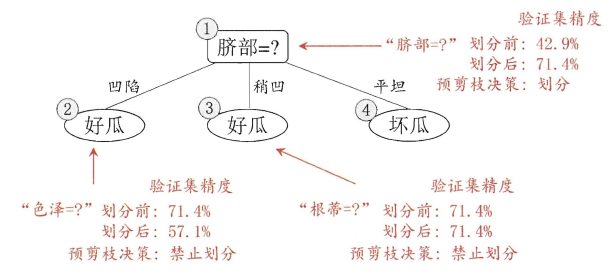 验证集精度
①
脐部=?
“脐部=?” 划分前: 42.9%
划分后: 71.4%
预剪枝决策: 划分
凹陷
稍凹
平坦
②
好瓜
③
好瓜
④
坏瓜
验证集精度
“色泽=?” 划分前: 71.4%
划分后: 57.1%
预剪枝决策: 禁止划分
验证集精度
“根蒂=?” 划分前: 71.4%
划分后: 71.4%
预剪枝决策: 禁止划分